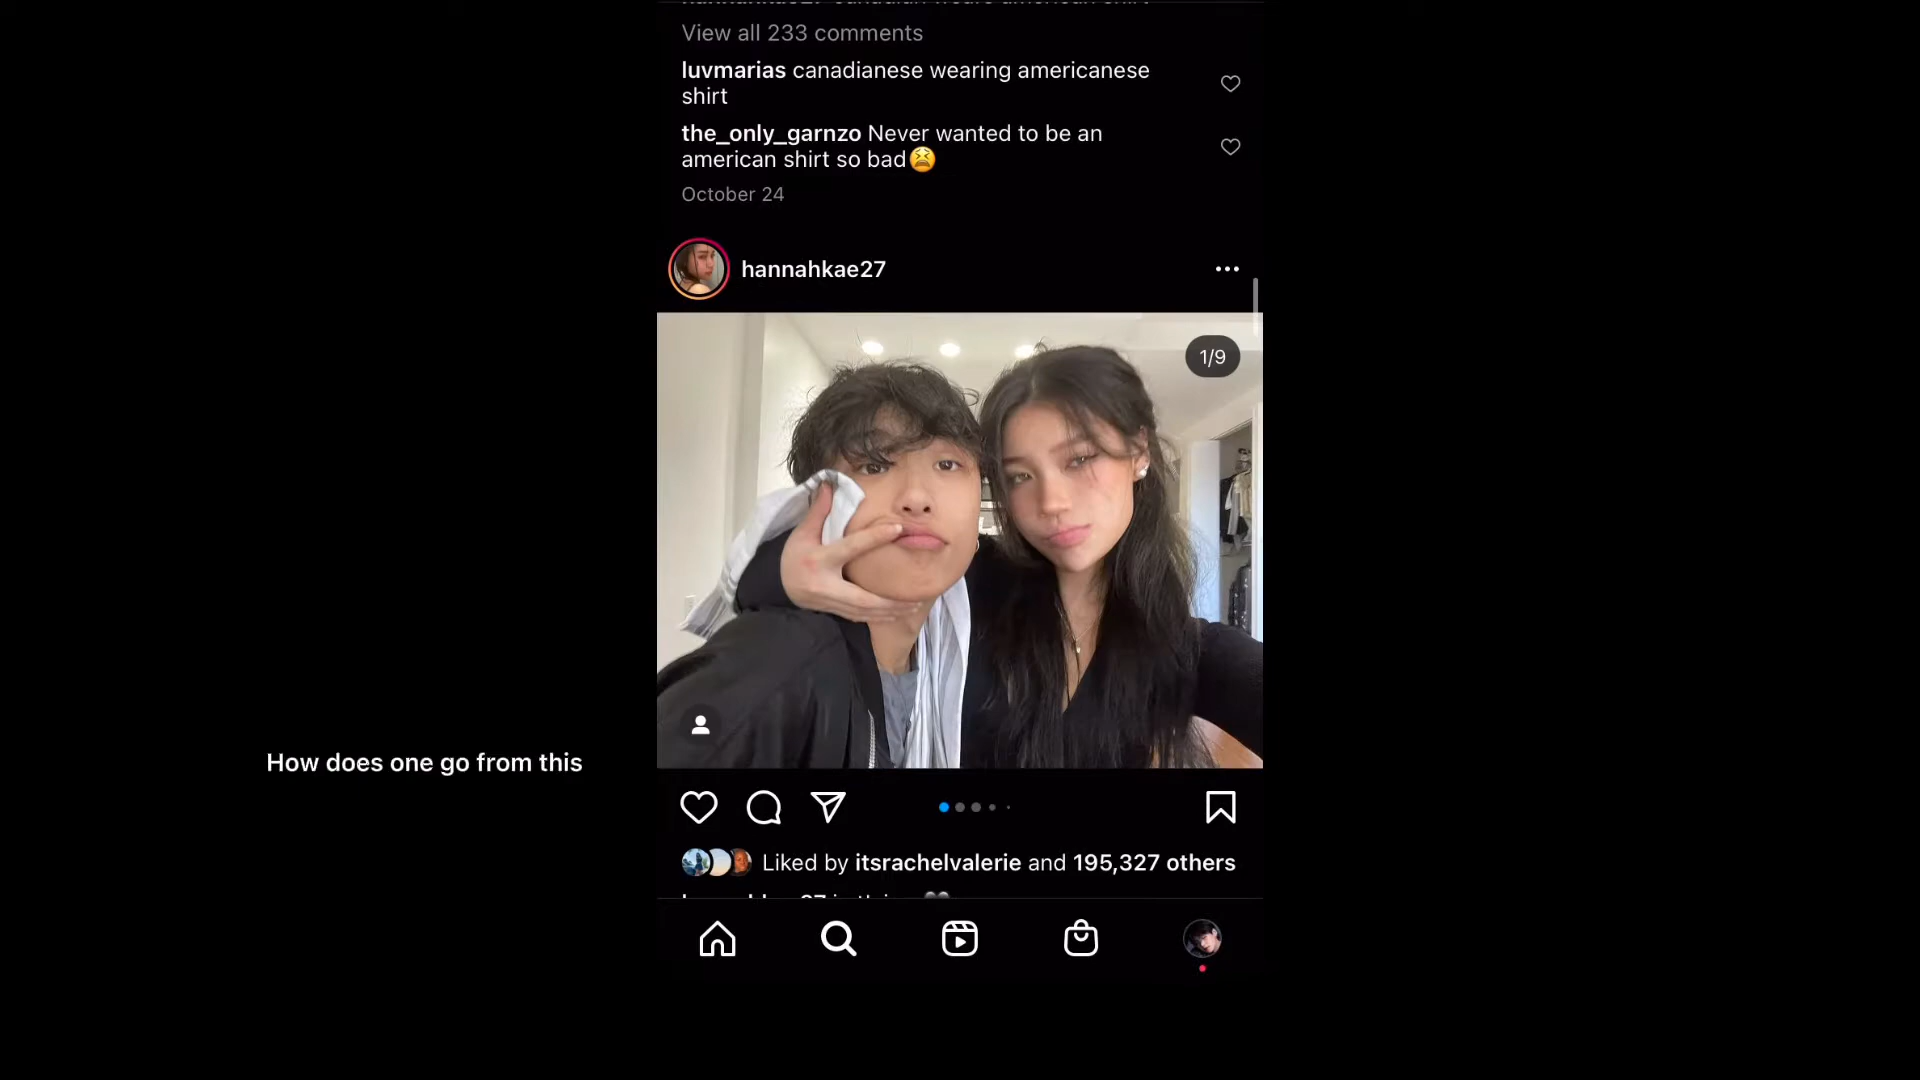 View all 233 comments
luvmarias canadianese wearing americanese
shirt
the_only_garnzo Never wanted to be an
american shirt so bad😫
October 24
hannahkae27
1/9
How does one go from this
Liked by itsrachelvalerie and 195,327 others